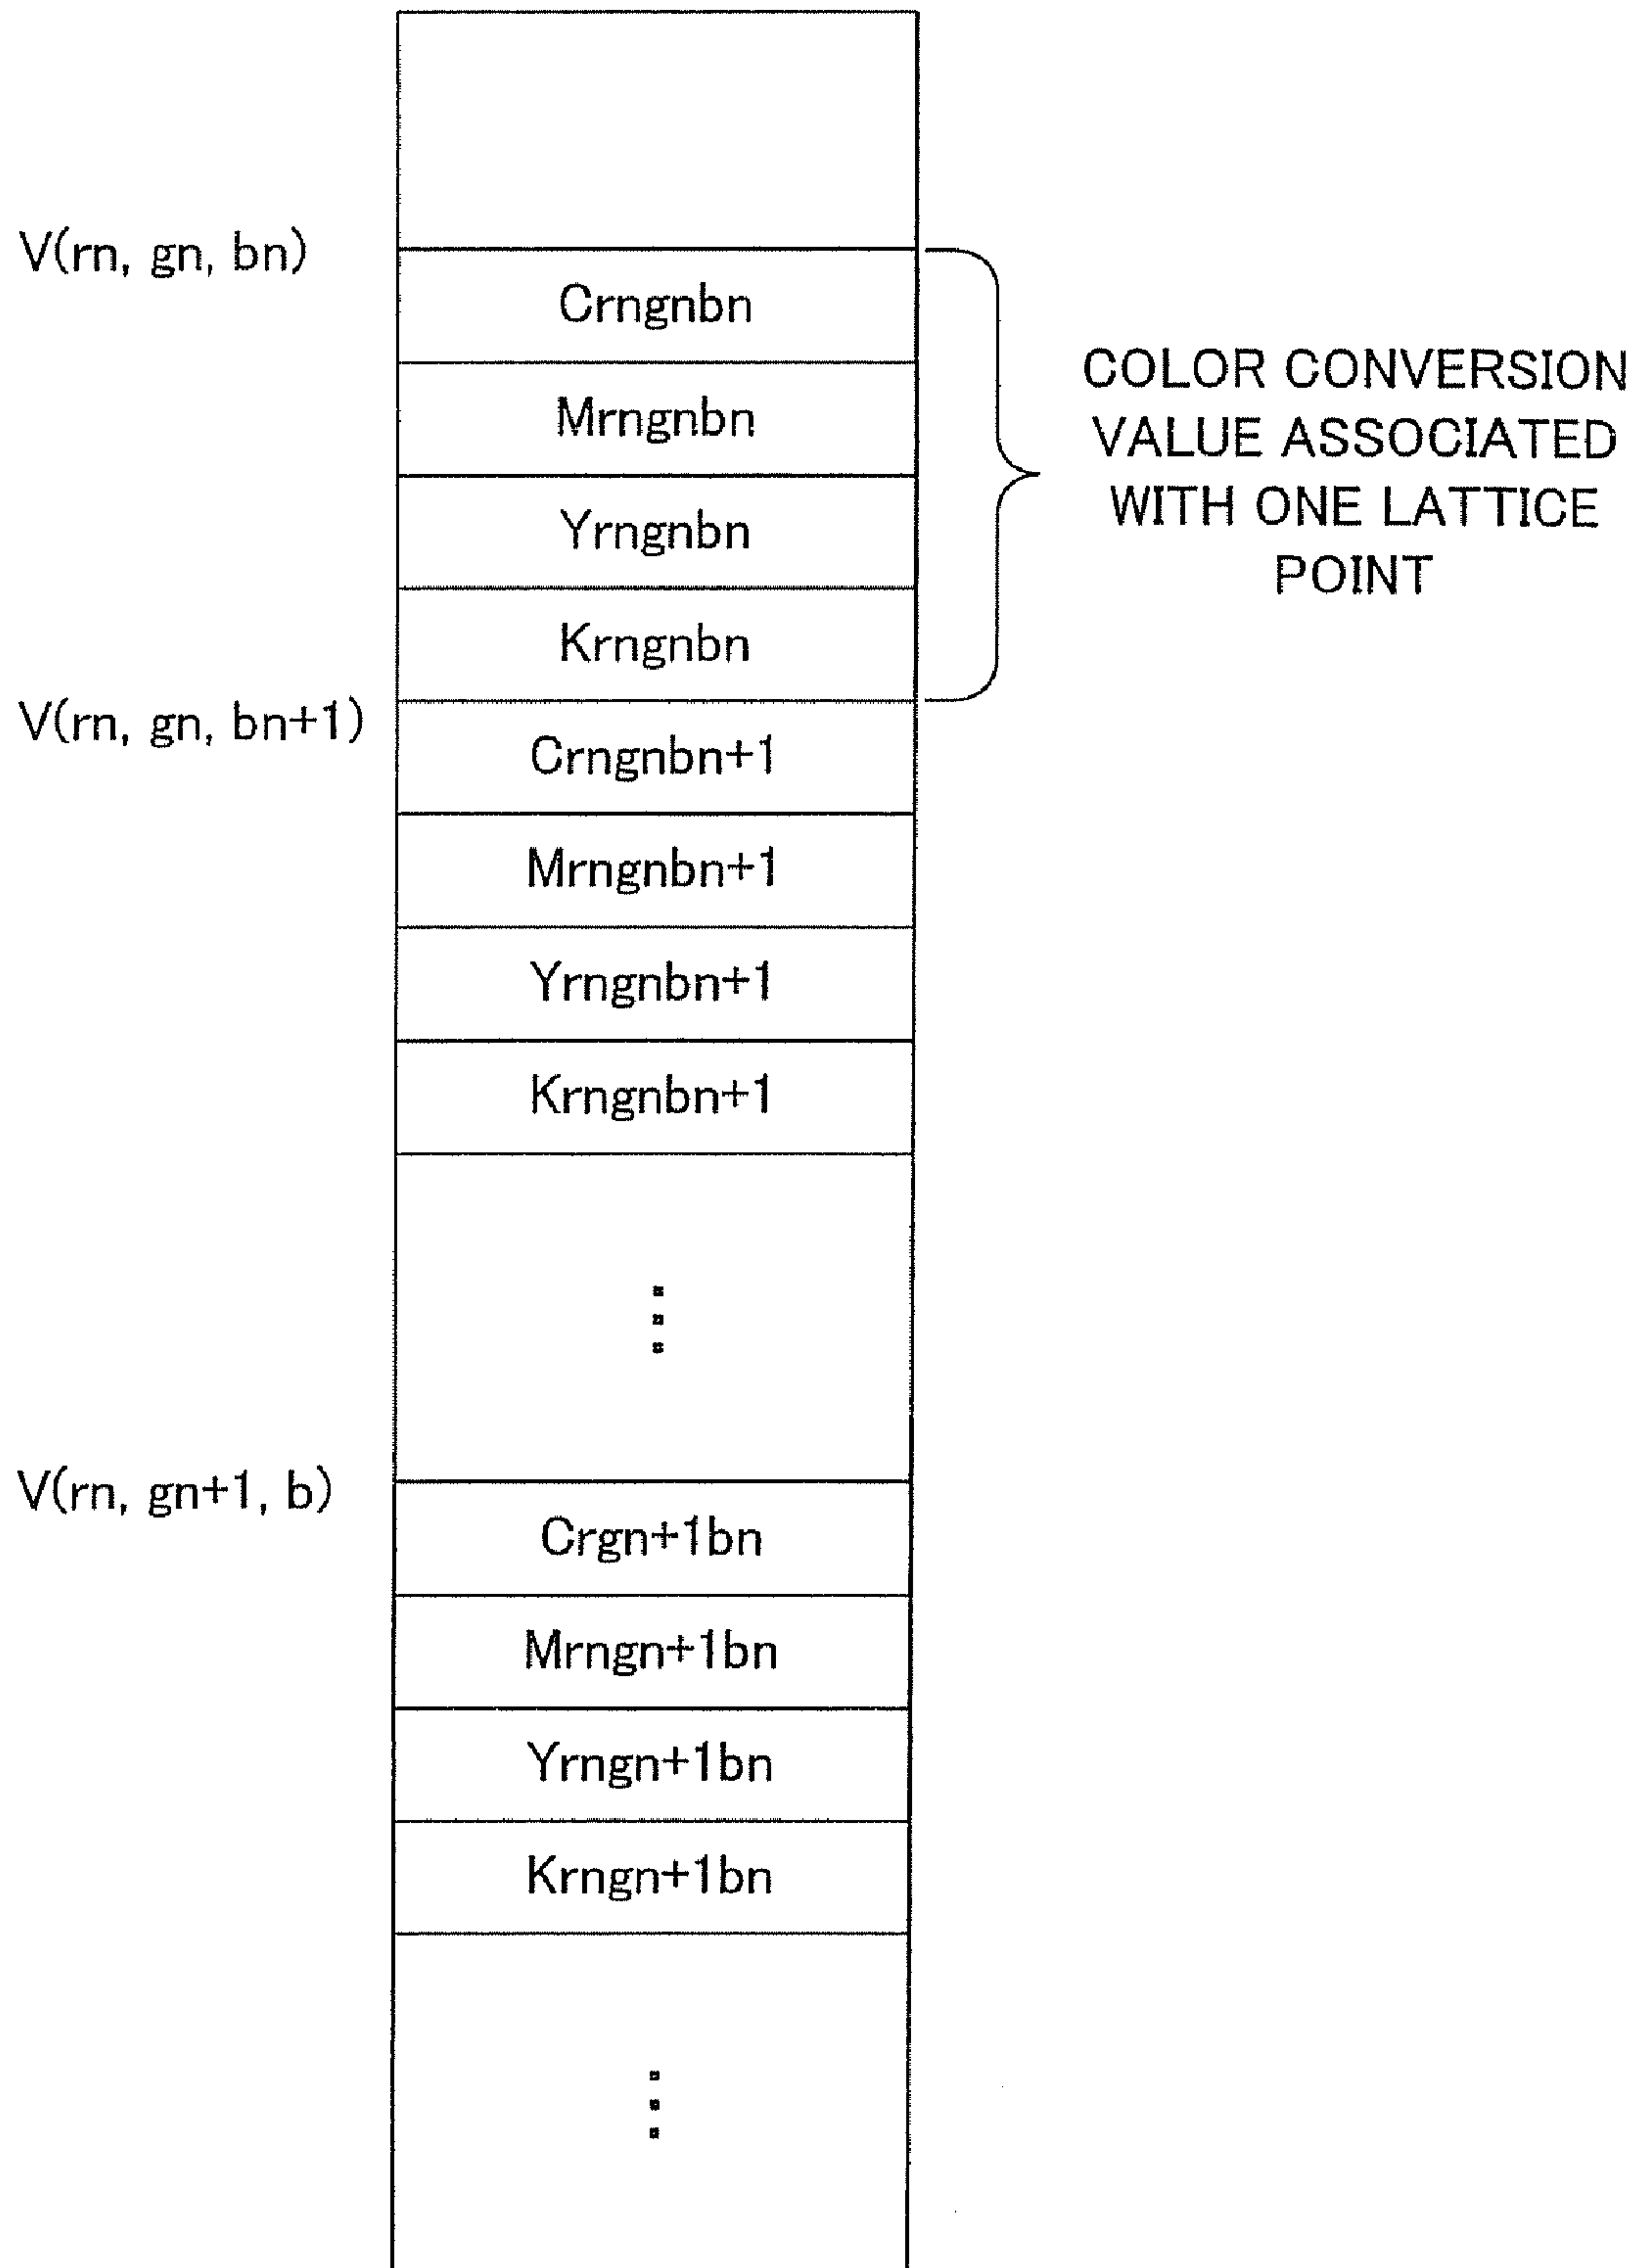 V(rn, gn, bn)
Crngnbn
Mrngnbn
Yrngnbn
Krngnbn
COLOR CONVERSION
VALUE ASSOCIATED
WITH ONE LATTICE
POINT
V(rn, gn, bn+1)
Crngnbn+1
Mrngnbn+1
Yrngnbn+1
Krngnbn+1
V(rn, gn+1, b)
Crgn+1bn
Mrngn+1bn
Yrngn+1bn
Krngn+1bn